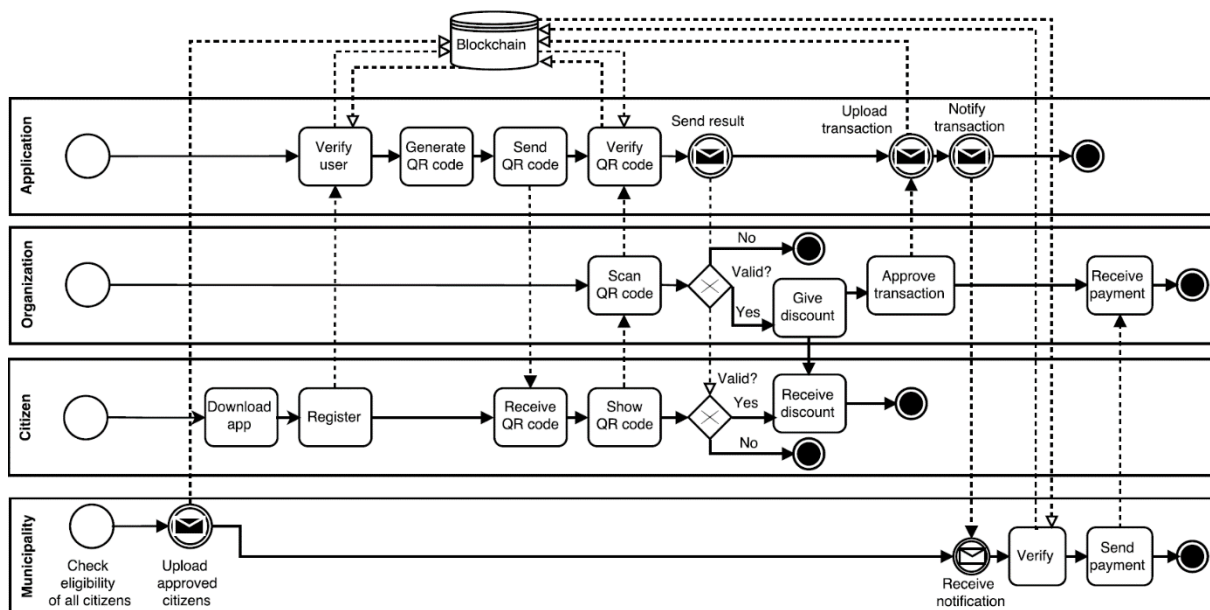 Blockchain
Application
Verify
user
Generate
QR code
Send
QR code
Verify
QR code
Send result
Upload
transaction
Notify
transaction
Organization
Scan
QR code
No
Valid?
Yes
Give
discount
Approve
transaction
Receive
payment
Citizen
Download
app
Register
Receive
QR code
Show
QR code
Valid?
Yes
No
Receive
discount
Municipality
Check
eligibility
of all citizens
Upload
approved
citizens
Receive
notification
Verify
Send
payment